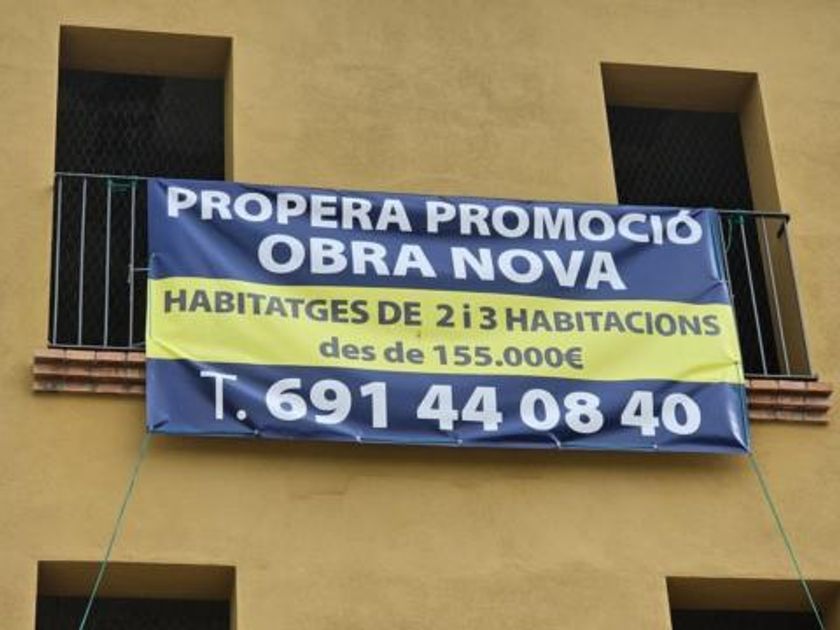 PROPERA PROMOCIÓ
OBRA NOVA
HABITATGES DE 2 i 3 HABITACIONS
des de 155.000€
T. 691 44 08 40